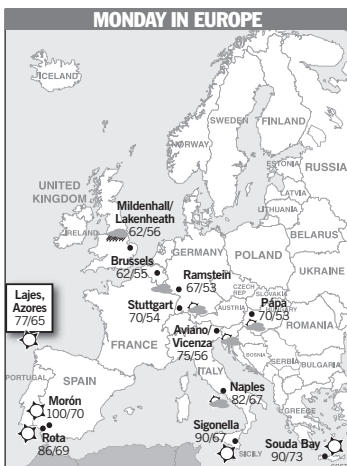 MONDAY IN EUROPE
ICELAND
SWEDEN
FINLAND
NORWAY
ESTONIA
RUSSIA
LATVIA
LITHUANIA
UNITED
KINGDOM
Mildenhall/
Lakenheath
62/56
IRELAND
BELARUS
Brussels
62/55
GERMANY
POLAND
Ramstein
67/53
UKRAINE
CZECH
REP
SLOVAKIA
Lajes,
Azores
77/65
Stuttgart
70/54
AUSTRIA
Pápa
70/53
HUNGARY
ROMANIA
Aviano/
Vicenza
75/56
FRANCE
BOSNIA
SERBIA
BULGARIA
ITALY
PORTUGAL
SPAIN
Naples
82/67
Morón
100/70
GREECE
Sigonella
90/67
Rota
86/69
SICILY
Souda Bay
90/73